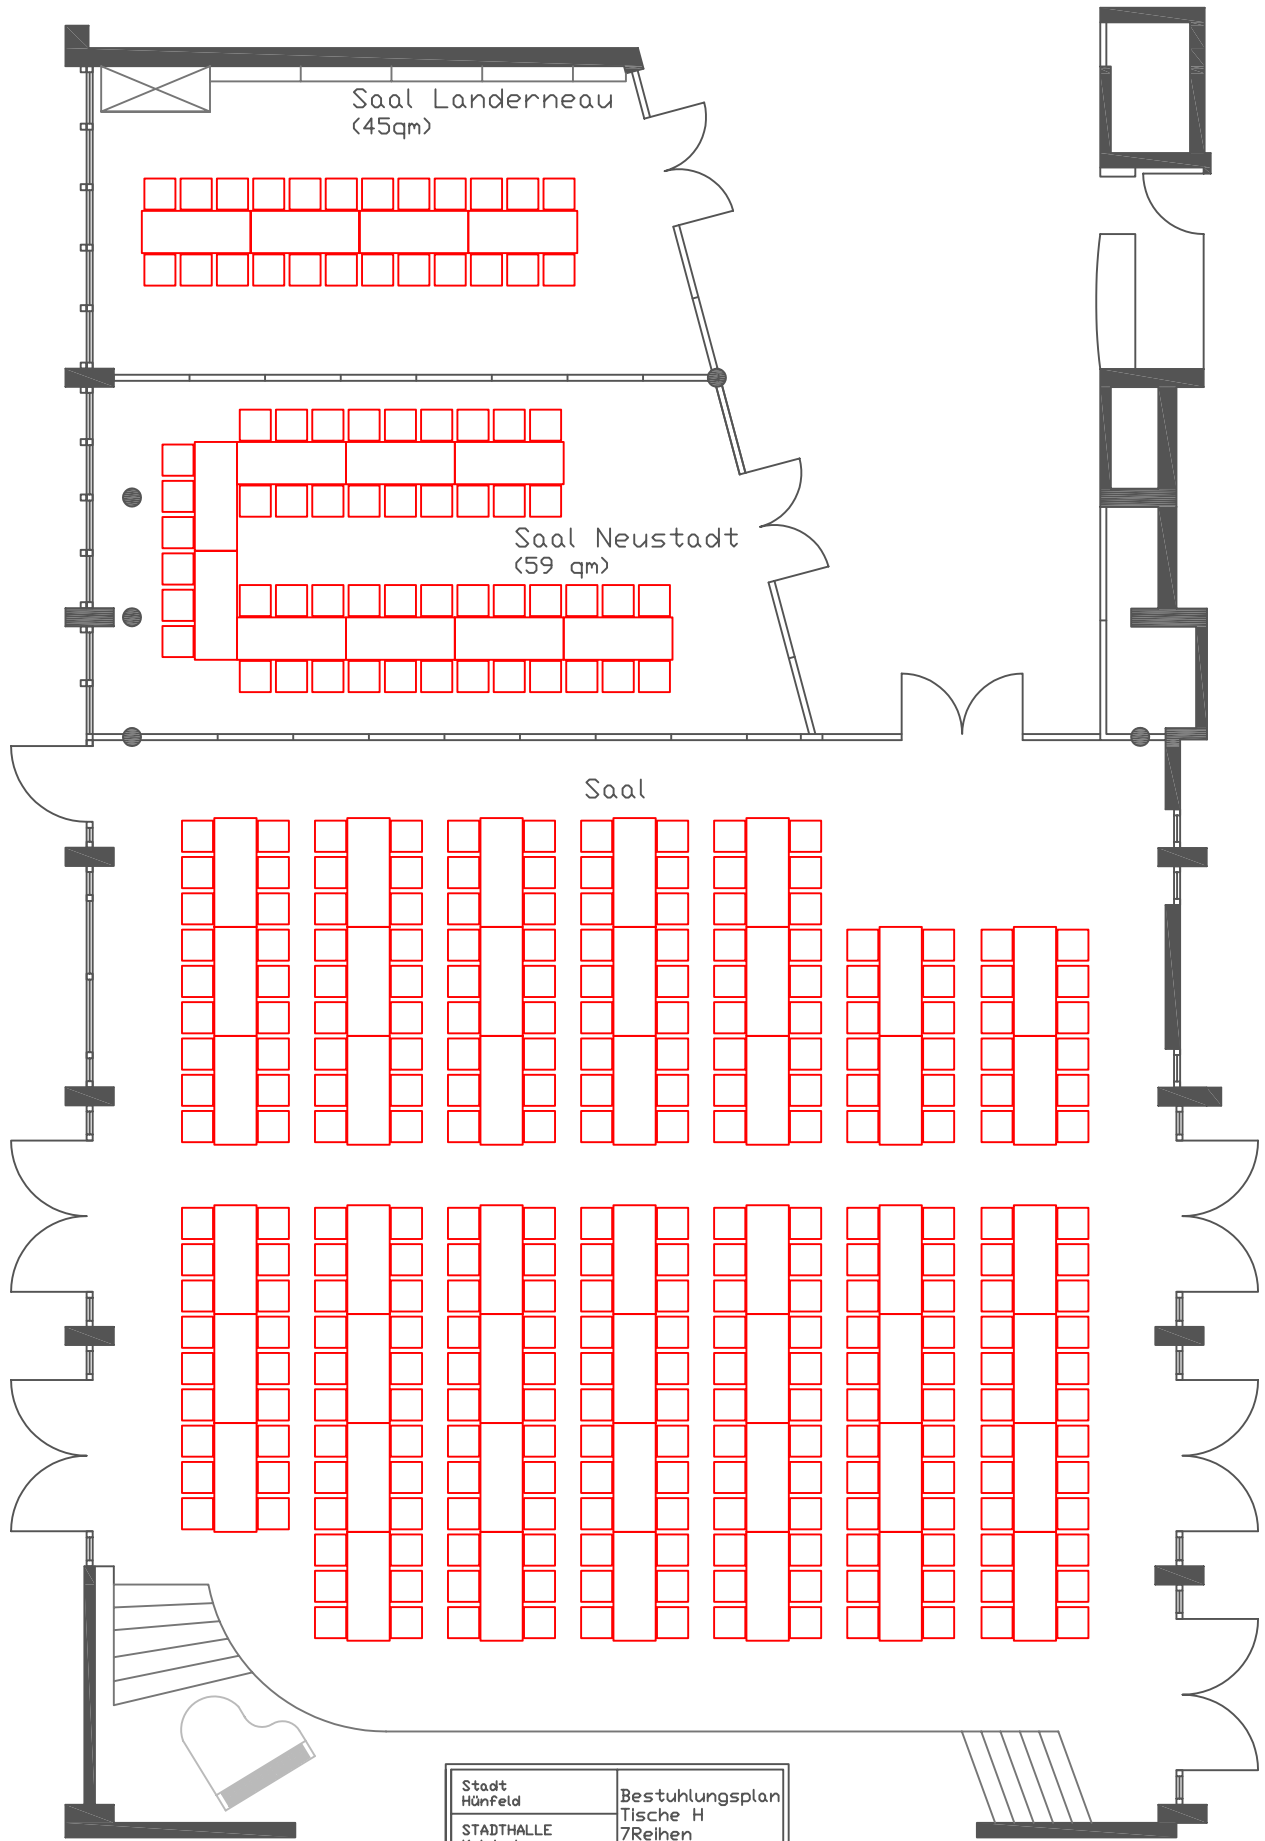 Saal Landerneau
(45qm)
Saal Neustadt
(59 qm)
Saal
Stadt
Hünfeld
STADTHALLE
Bestuhlungsplan
Tische H
7Reihen